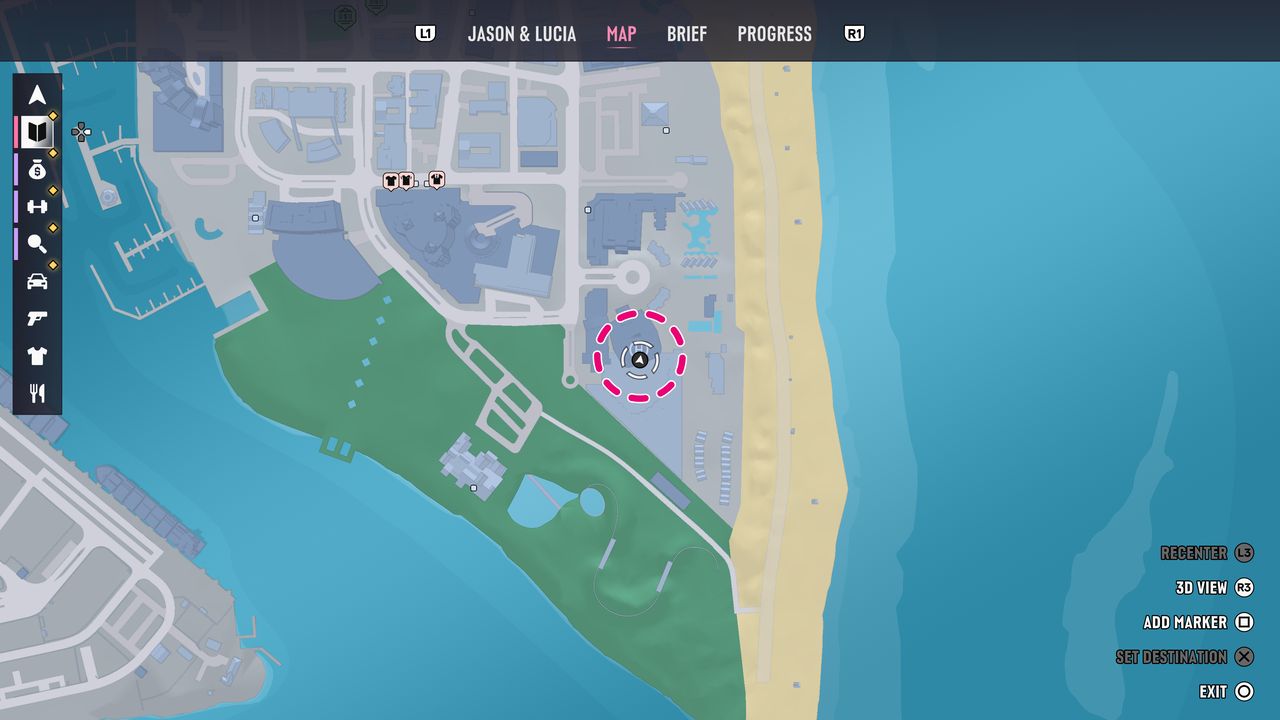 L1 JASON & LUCIA MAP BRIEF PROGRESS R1
$
RECENTER L3
3D VIEW R3
ADD MARKER
SET DESTINATION
EXIT